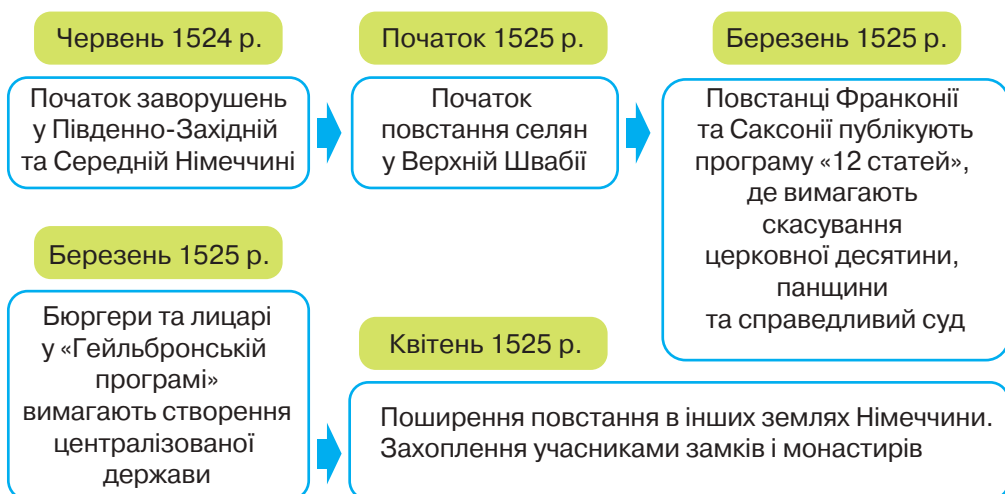 Червень 1524 р.
Початок заворушень
у Південно-Західній
та Середній Німеччині
Початок 1525 р.
Початок
повстання селян
у Верхній Швабії
Березень 1525 р.
Повстанці Франконії
та Саксонії публікують
програму «12 статей»,
де вимагають
скасування
церковної десятини,
панщини
та справедливий суд
Березень 1525 р.
Бюргери та лицарі
у «Гейльбронській
програмі»
вимагають створення
централізованої
держави
Квітень 1525 р.
Поширення повстання в інших землях Німеччини.
Захоплення учасниками замків і монастирів